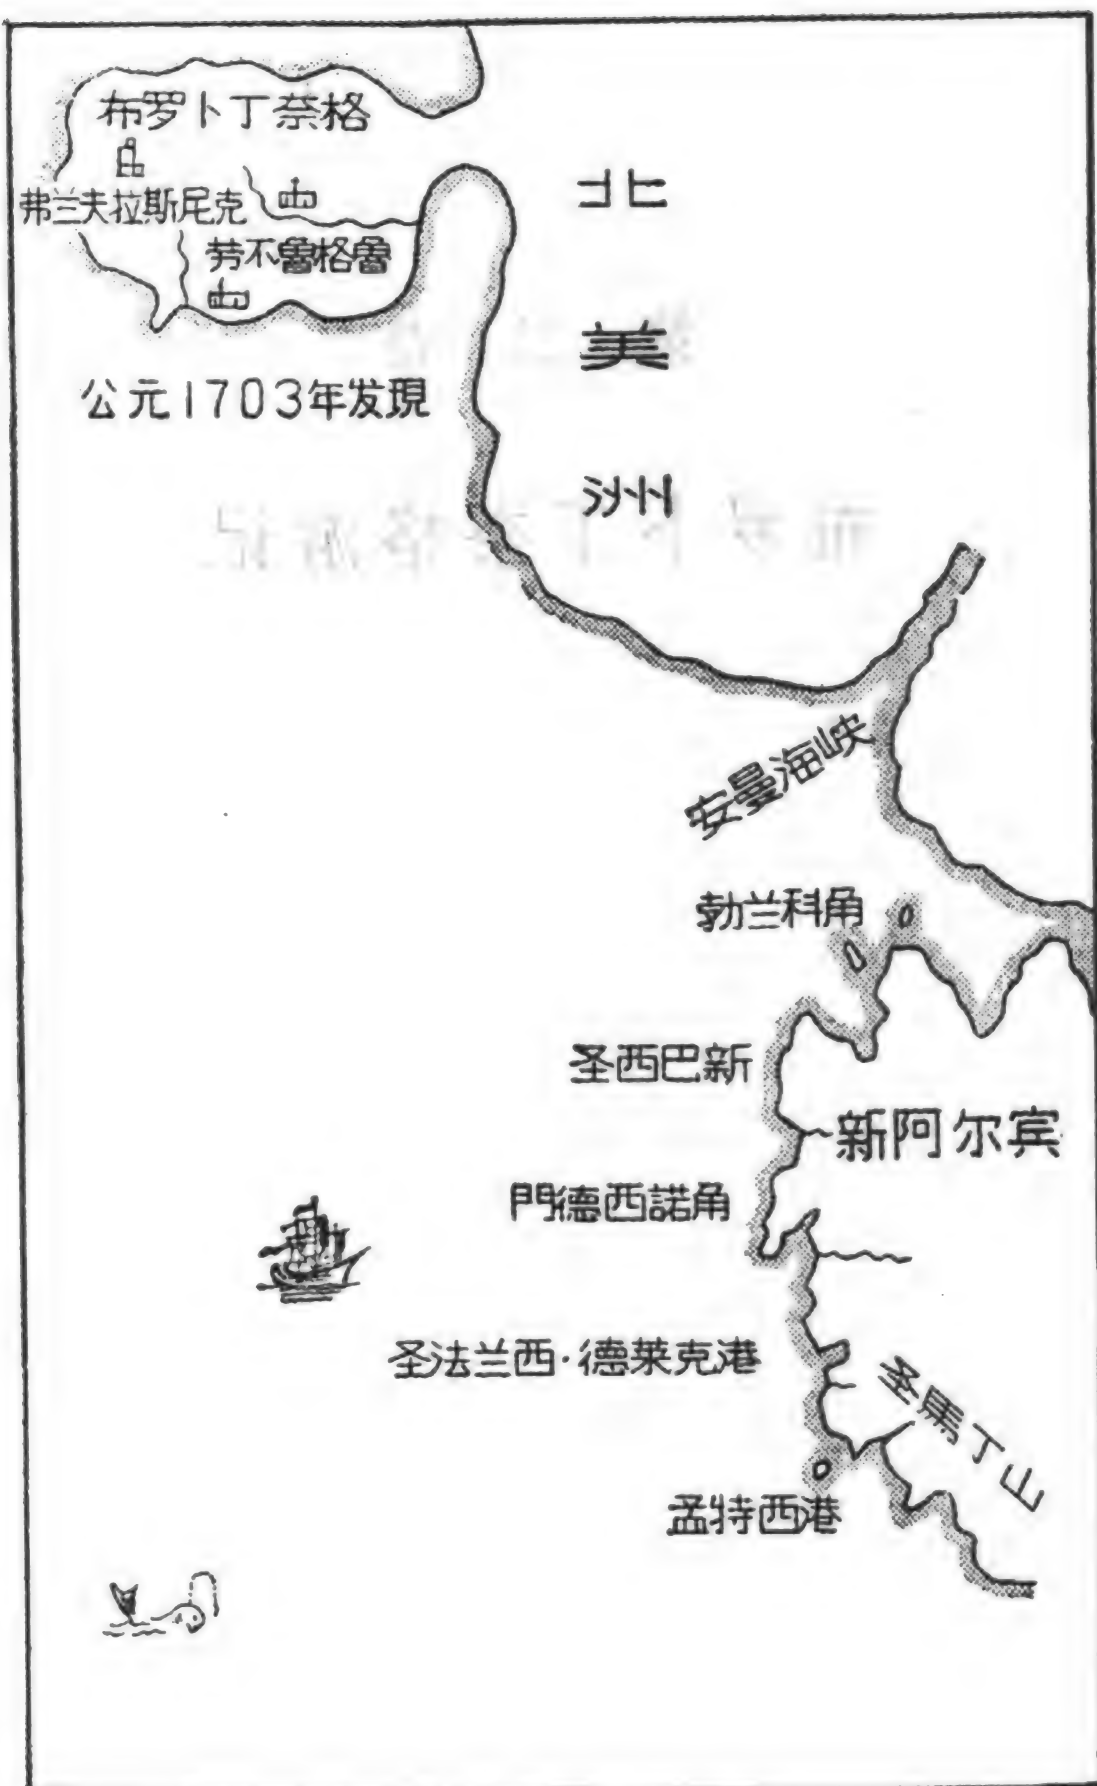 布罗卜丁奈格
弗兰夫拉斯尼克
劳不魯格魯
公元1703年发現
北
美
洲
安曼海峡
勃兰科角
圣西巴新
新阿尔宾
門德西諾角
圣法兰西·德莱克港
圣馬丁山
孟特西港